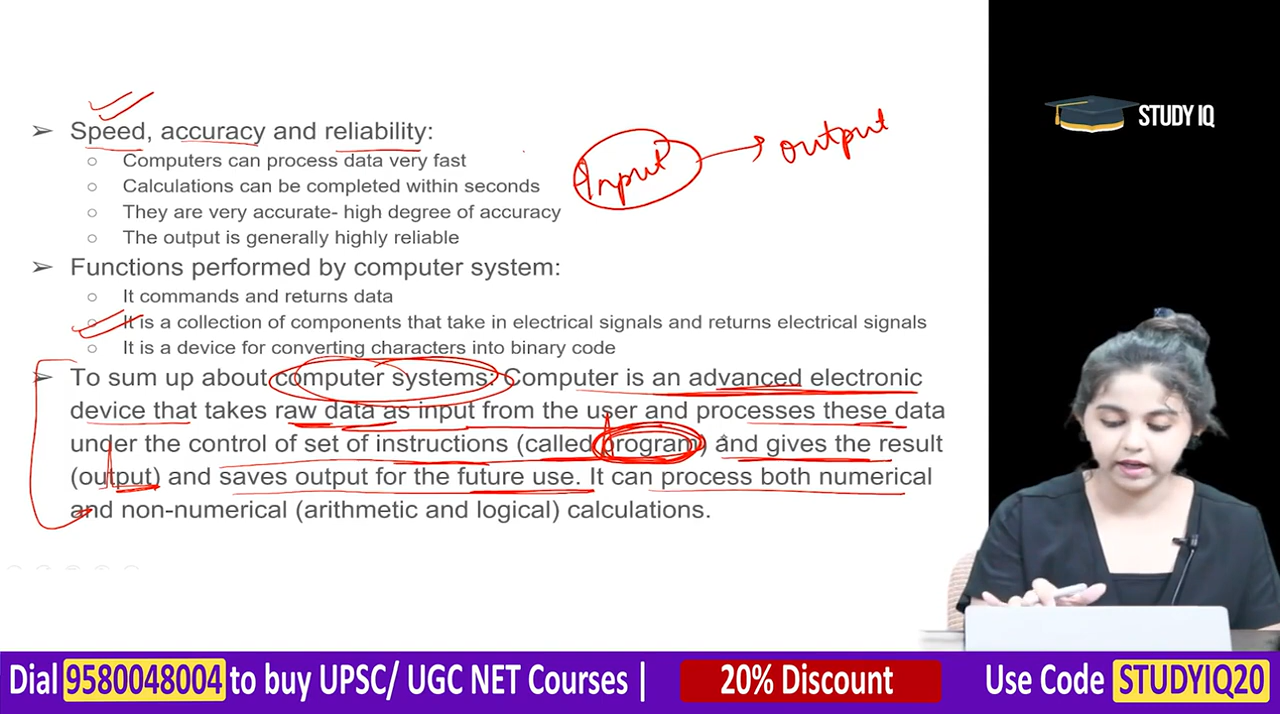 ➢ Speed, accuracy and reliability:
○ Computers can process data very fast
○ Calculations can be completed within seconds
○ They are very accurate- high degree of accuracy
○ The output is generally highly reliable
Input → output
STUDY IQ
➢ Functions performed by computer system:
○ It commands and returns data
○ It is a collection of components that take in electrical signals and returns electrical signals
○ It is a device for converting characters into binary code
➢ To sum up about computer systems: Computer is an advanced electronic
device that takes raw data as input from the user and processes these data
under the control of set of instructions (called program) and gives the result
(output) and saves output for the future use. It can process both numerical
and non-numerical (arithmetic and logical) calculations.
Dial 9580048004 to buy UPSC/ UGC NET Courses | 20% Discount Use Code STUDYIQ20